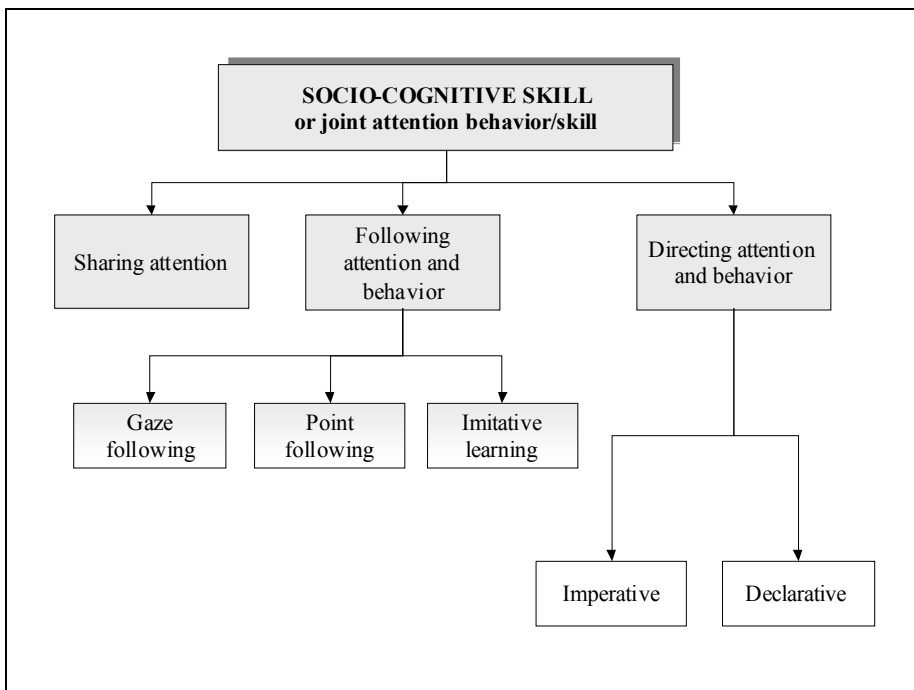 SOCIO-COGNITIVE SKILL
or joint attention behavior/skill
Sharing attention
Following
attention and
behavior
Directing attention
and behavior
Gaze
following
Point
following
Imitative
learning
Imperative
Declarative